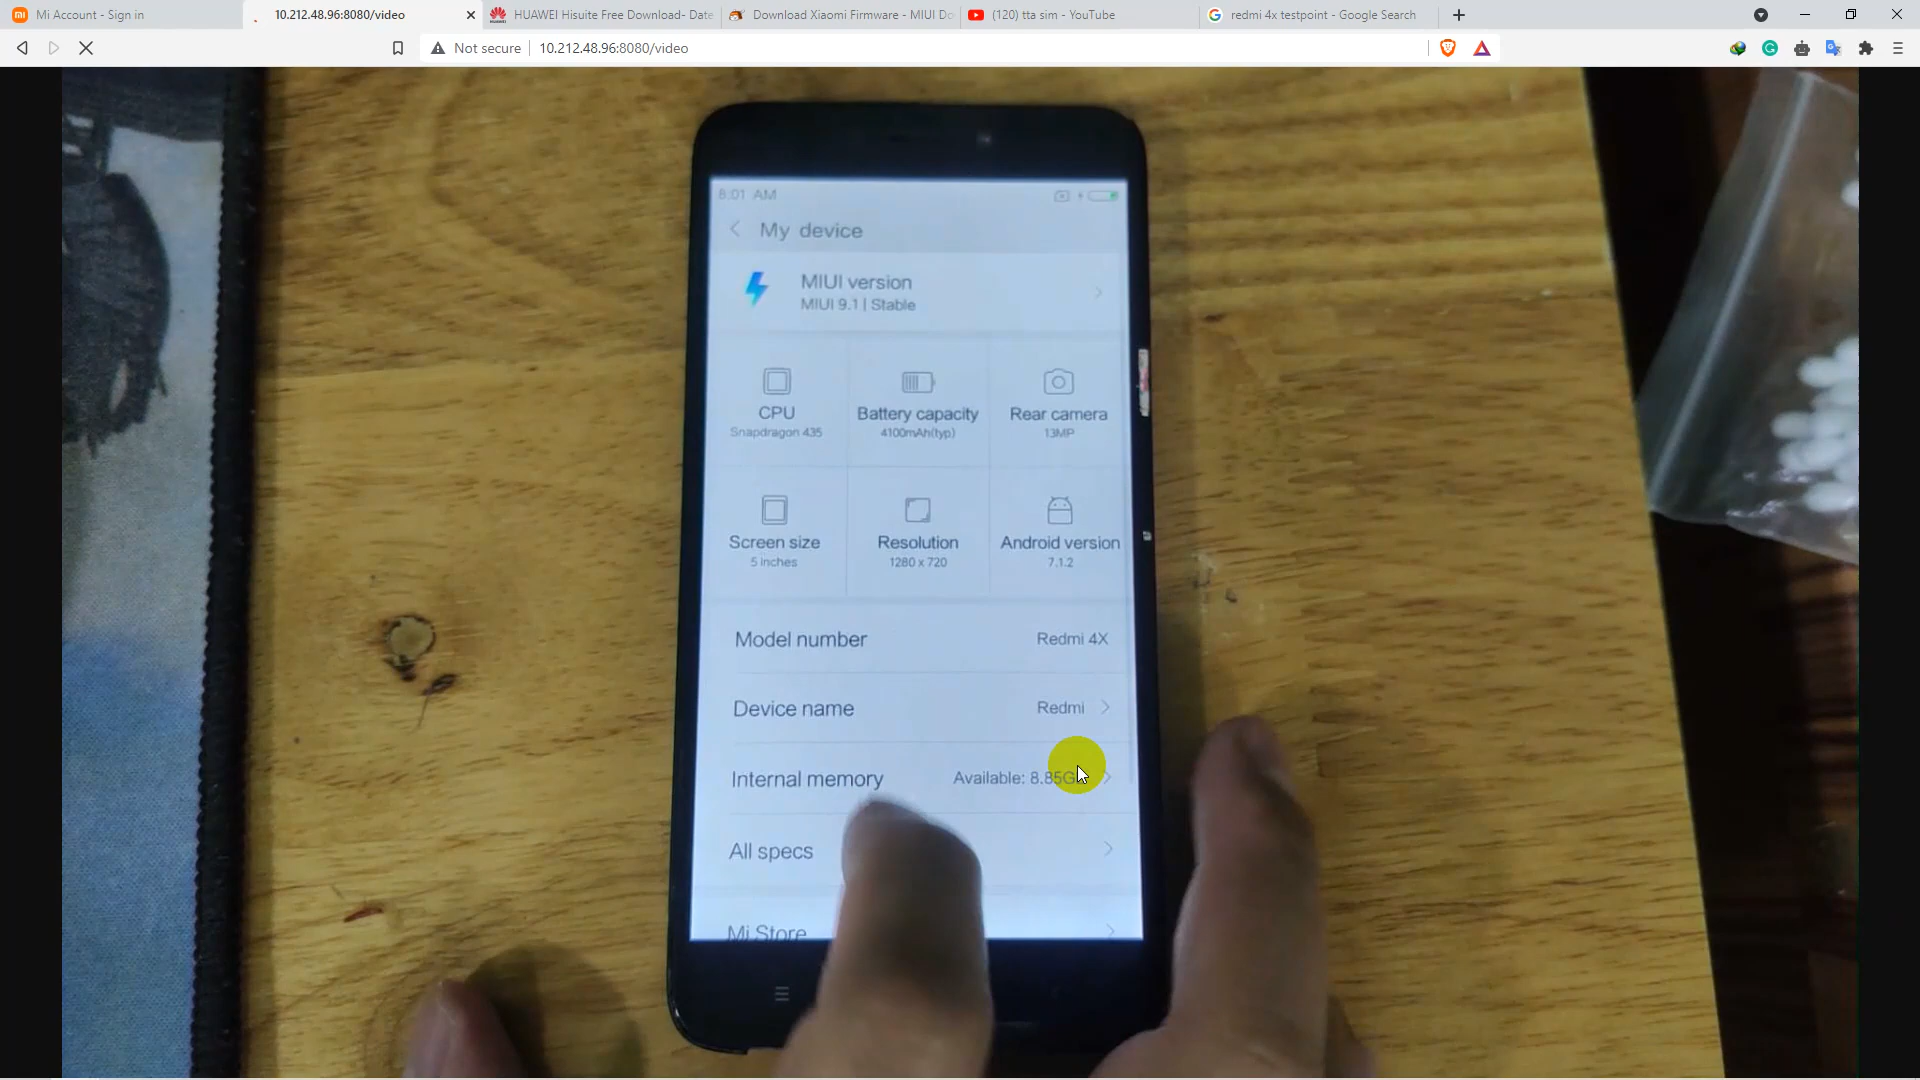 Mi Account - Sign in
10.212.48.96:8080/video
HUAWEI Hisuite Free Download- Date
Download Xiaomi Firmware - MIUI Do
(120) tta sim - YouTube
redmi 4x testpoint - Google Search
Not secure
10.212.48.96:8080/video
8:01 AM
My device
MIUI version
MIUI 9.1 | Stable
CPU
Snapdragon 435
Battery capacity
4100mAh(typ)
Rear camera
13MP
Screen size
5 inches
Resolution
1280 x 720
Android version
7.1.2
Model number
Redmi 4X
Device name
Redmi
Internal memory
Available: 8.85G
All specs
Mi Store